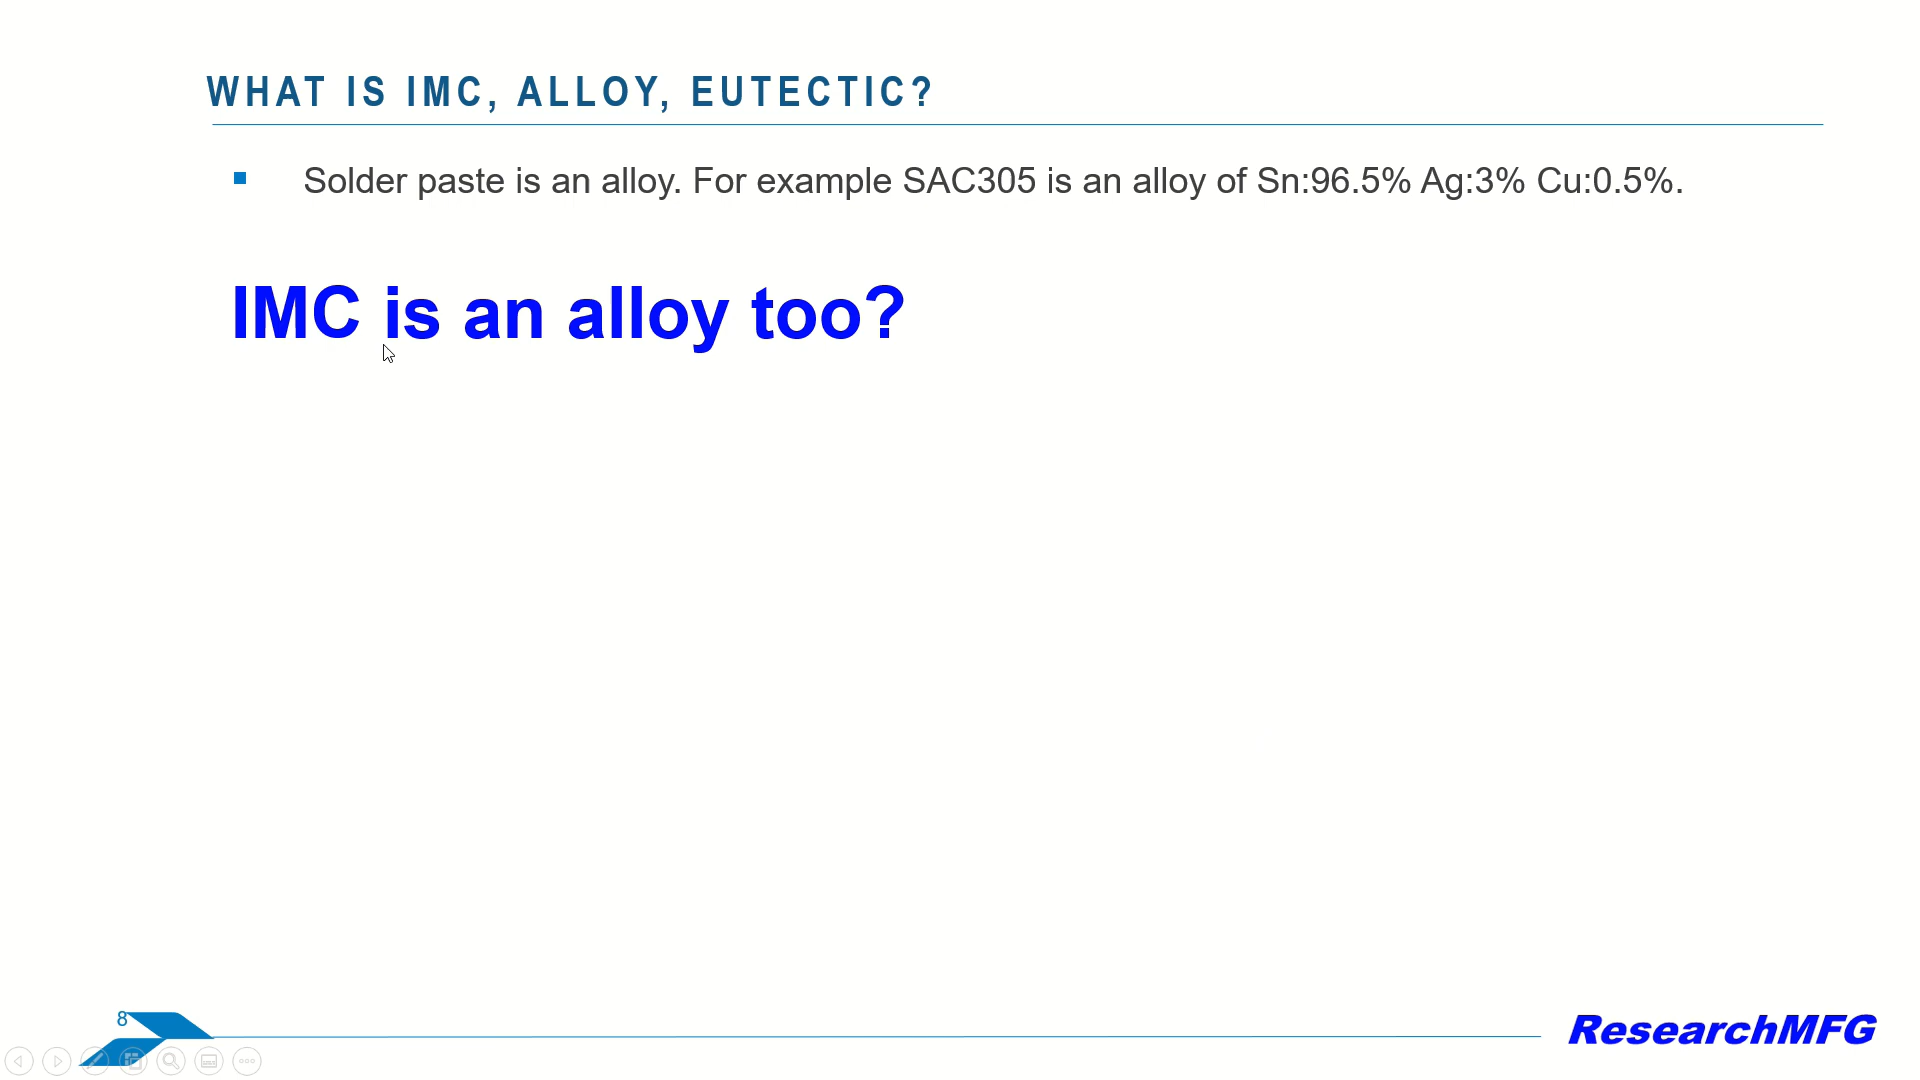 WHAT IS IMC, ALLOY, EUTECTIC?
Solder paste is an alloy. For example SAC305 is an alloy of Sn:96.5% Ag:3% Cu:0.5%.
IMC is an alloy too?
8
ResearchMFG